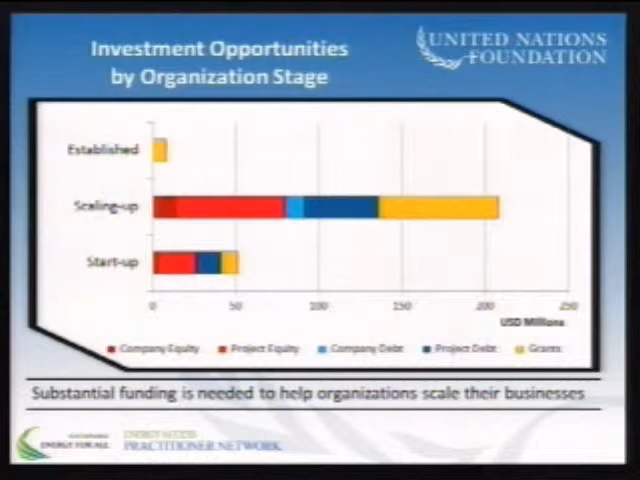 Investment Opportunities
by Organization Stage
UNITED NATIONS
FOUNDATION
Established
Scaling-up
Start-up
0 50 100 150 200 250
USD Millions
Company Equity Project Equity Company Debt Project Debt Grants
Substantial funding is needed to help organizations scale their businesses
SUSTAINABLE
ENERGY FOR ALL
ENERGY ACCESS
PRACTITIONER NETWORK